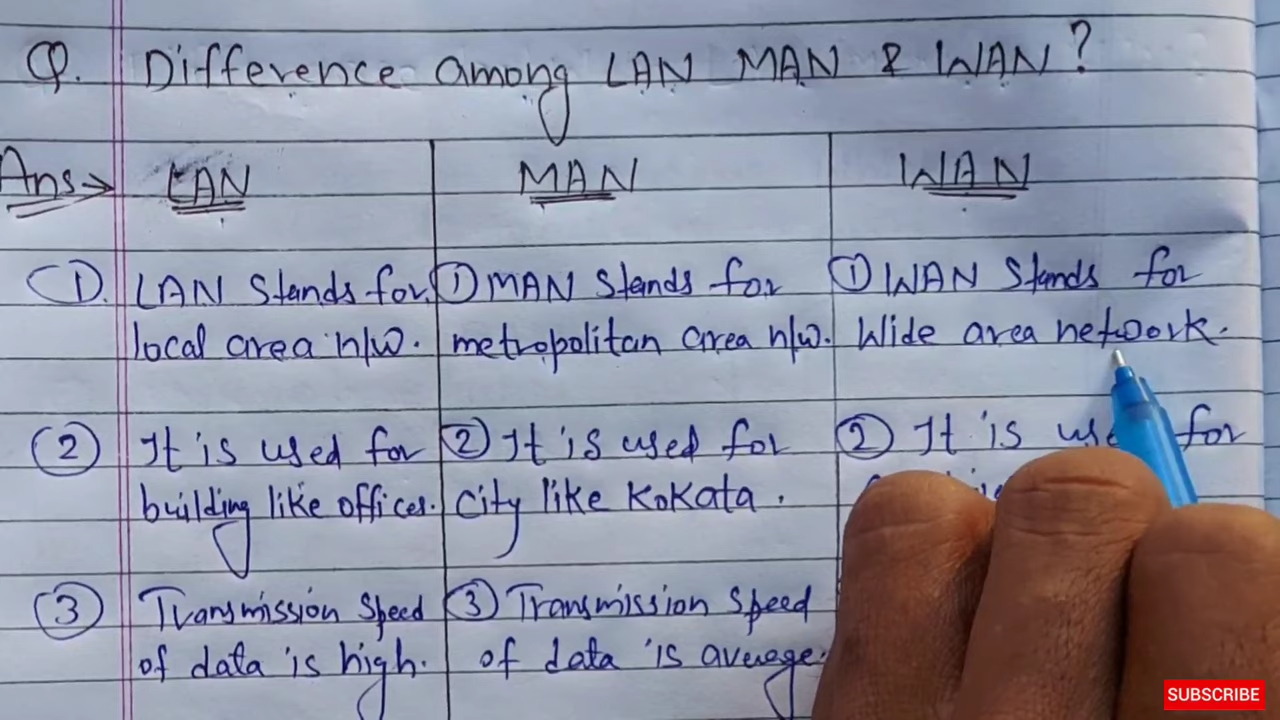 Q. Difference among LAN MAN & WAN?
Ans→ LAN MAN WAN
①. LAN Stands for ① MAN Stands for ① WAN Stands for
local area n/w. metropolitan area n/w. Wide area network.
② It is used for ② It is used for ② It is used for
building like offices. city like KoKata.
③ Transmission Speed ③ Transmission Speed
of data is high. of data is average.
SUBSCRIBE